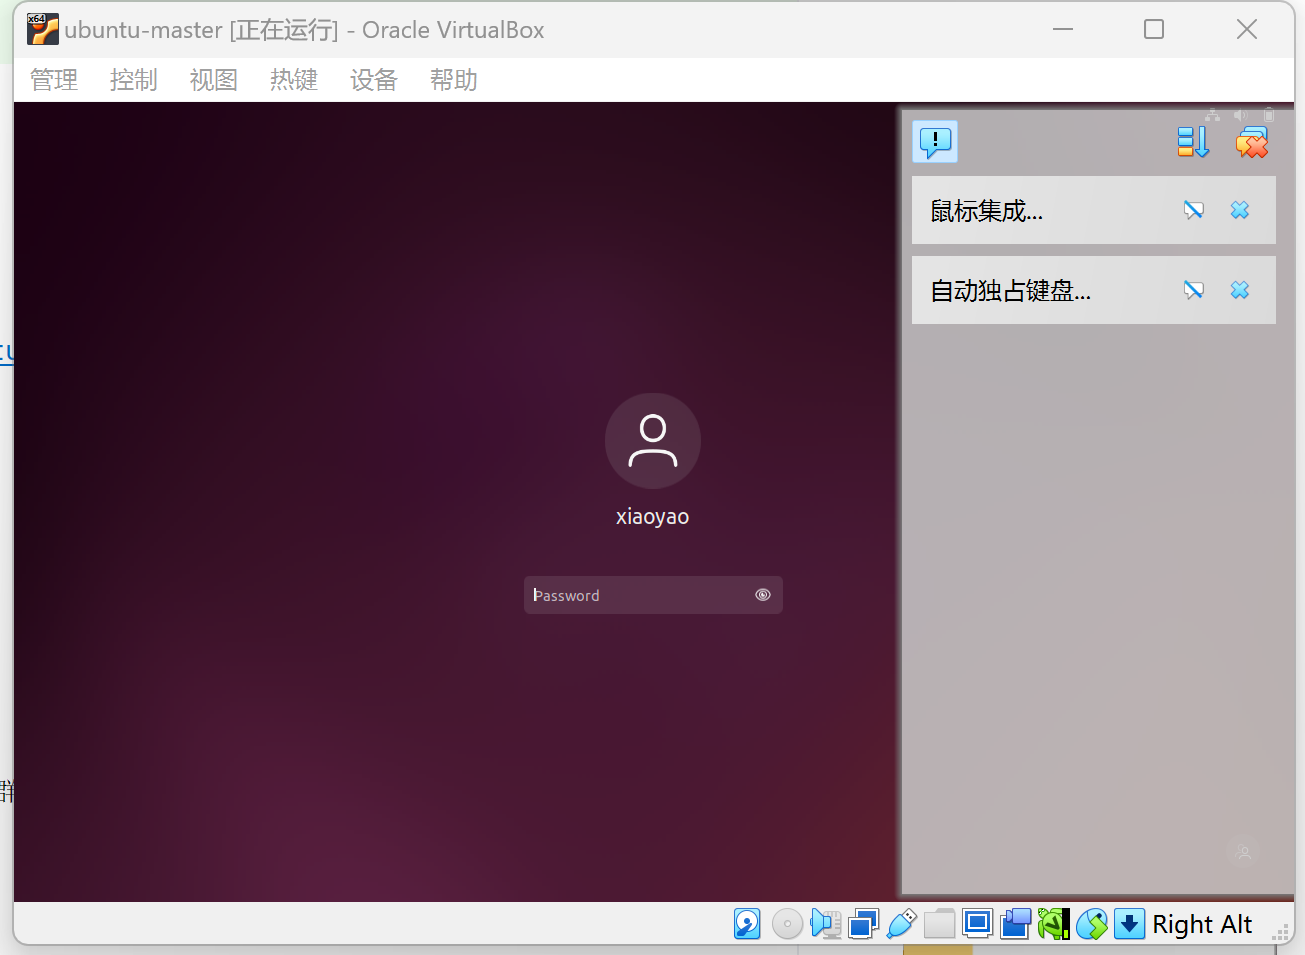 ubuntu-master [正在运行] - Oracle VirtualBox
管理 控制 视图 热键 设备 帮助
鼠标集成...
自动独占键盘...
xiaoyao
Password
Right Alt